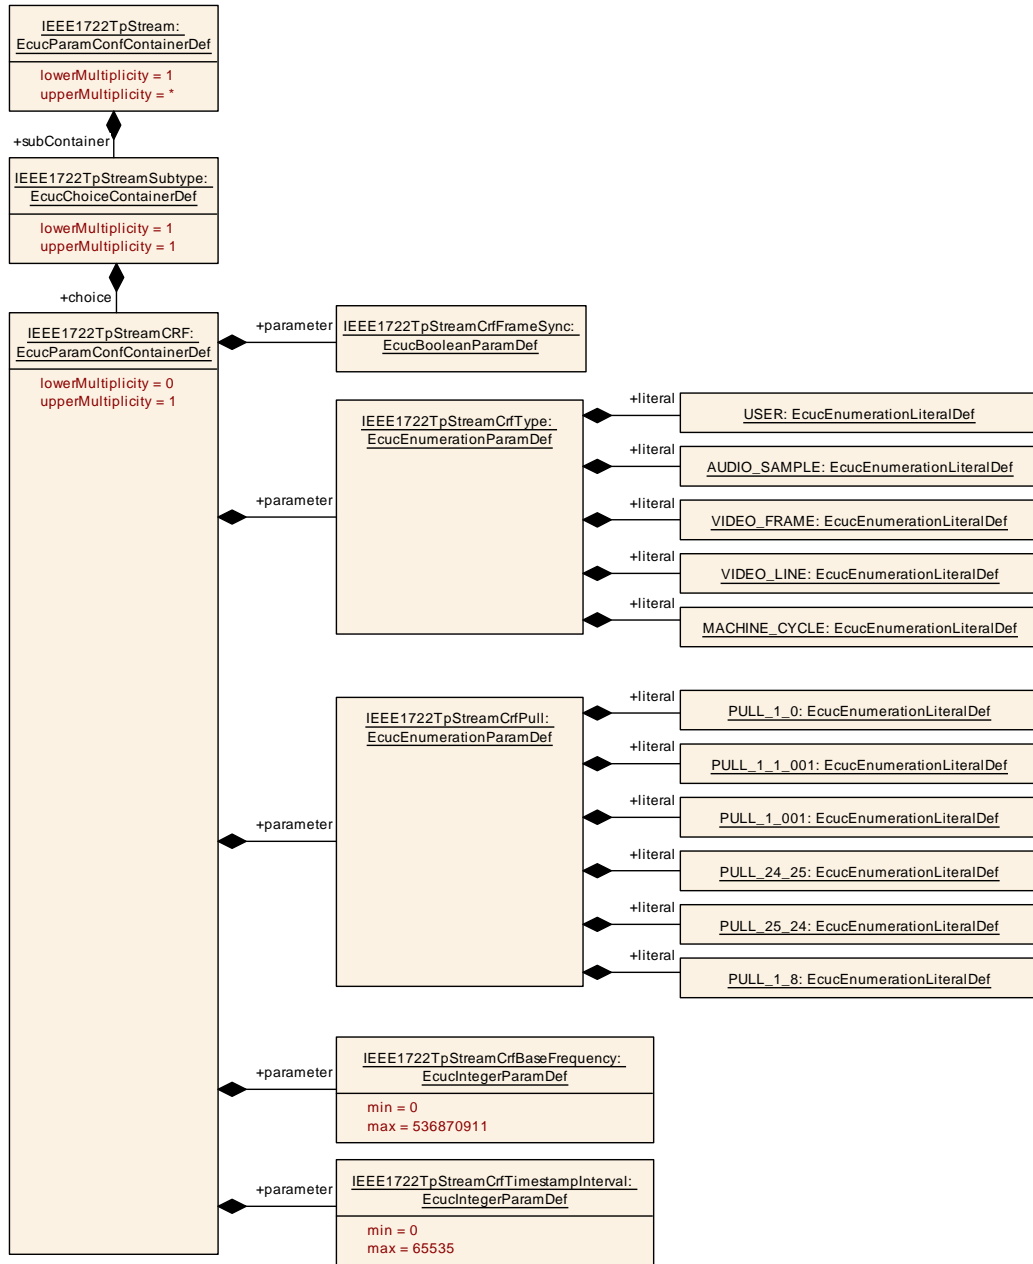 IEEE1722TpStream:
EcucParamConfContainerDef
lowerMultiplicity = 1
upperMultiplicity = *
+subContainer
IEEE1722TpStreamSubtype:
EcucChoiceContainerDef
lowerMultiplicity = 1
upperMultiplicity = 1
+choice
IEEE1722TpStreamCRF:
EcucParamConfContainerDef
lowerMultiplicity = 0
upperMultiplicity = 1
+parameter
IEEE1722TpStreamCrfFrameSync:
EcucBooleanParamDef
+parameter
IEEE1722TpStreamCrfType:
EcucEnumerationParamDef
+literal
USER: EcucEnumerationLiteralDef
+literal
AUDIO_SAMPLE: EcucEnumerationLiteralDef
+literal
VIDEO_FRAME: EcucEnumerationLiteralDef
+literal
VIDEO_LINE: EcucEnumerationLiteralDef
+literal
MACHINE_CYCLE: EcucEnumerationLiteralDef
+parameter
IEEE1722TpStreamCrfPull:
EcucEnumerationParamDef
+literal
PULL_1_0: EcucEnumerationLiteralDef
+literal
PULL_1_1_001: EcucEnumerationLiteralDef
+literal
PULL_1_001: EcucEnumerationLiteralDef
+literal
PULL_24_25: EcucEnumerationLiteralDef
+literal
PULL_25_24: EcucEnumerationLiteralDef
+literal
PULL_1_8: EcucEnumerationLiteralDef
+parameter
IEEE1722TpStreamCrfBaseFrequency:
EcucIntegerParamDef
min = 0
max = 536870911
+parameter
IEEE1722TpStreamCrfTimestampInterval:
EcucIntegerParamDef
min = 0
max = 65535